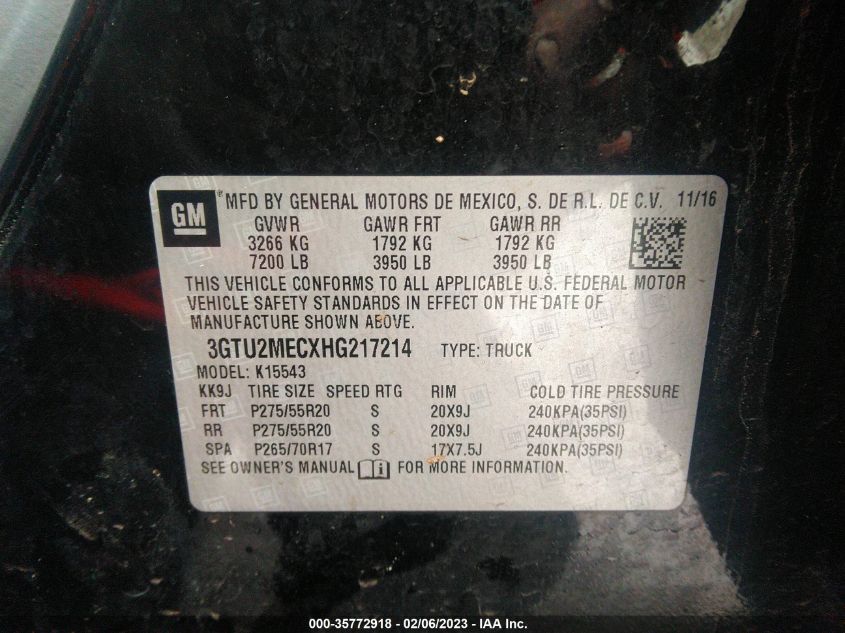 GM
® MFD BY GENERAL MOTORS DE MEXICO, S. DE R.L. DE C.V. 11/16
GVWR GAWR FRT GAWR RR
3266 KG 1792 KG 1792 KG
7200 LB 3950 LB 3950 LB
THIS VEHICLE CONFORMS TO ALL APPLICABLE U.S. FEDERAL MOTOR
VEHICLE SAFETY STANDARDS IN EFFECT ON THE DATE OF
MANUFACTURE SHOWN ABOVE.
3GTU2MECXHG217214 TYPE: TRUCK
MODEL: K15543
KK9J TIRE SIZE SPEED RTG RIM COLD TIRE PRESSURE
FRT P275/55R20 S 20X9J 240KPA(35PSI)
RR P275/55R20 S 20X9J 240KPA(35PSI)
SPA P265/70R17 S 17X7.5J 240KPA(35PSI)
SEE OWNER'S MANUAL i FOR MORE INFORMATION.
000-35772918 - 02/06/2023 - IAA Inc.